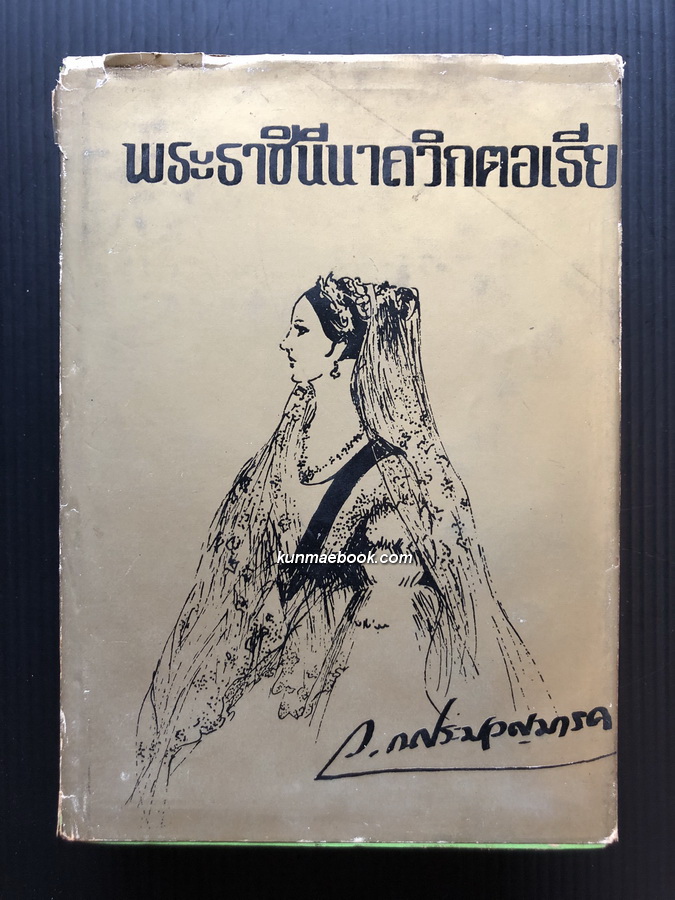 พระราชินีนาถวิกตอเรีย
kunmaebook.com
ว. ณประมวญมารค